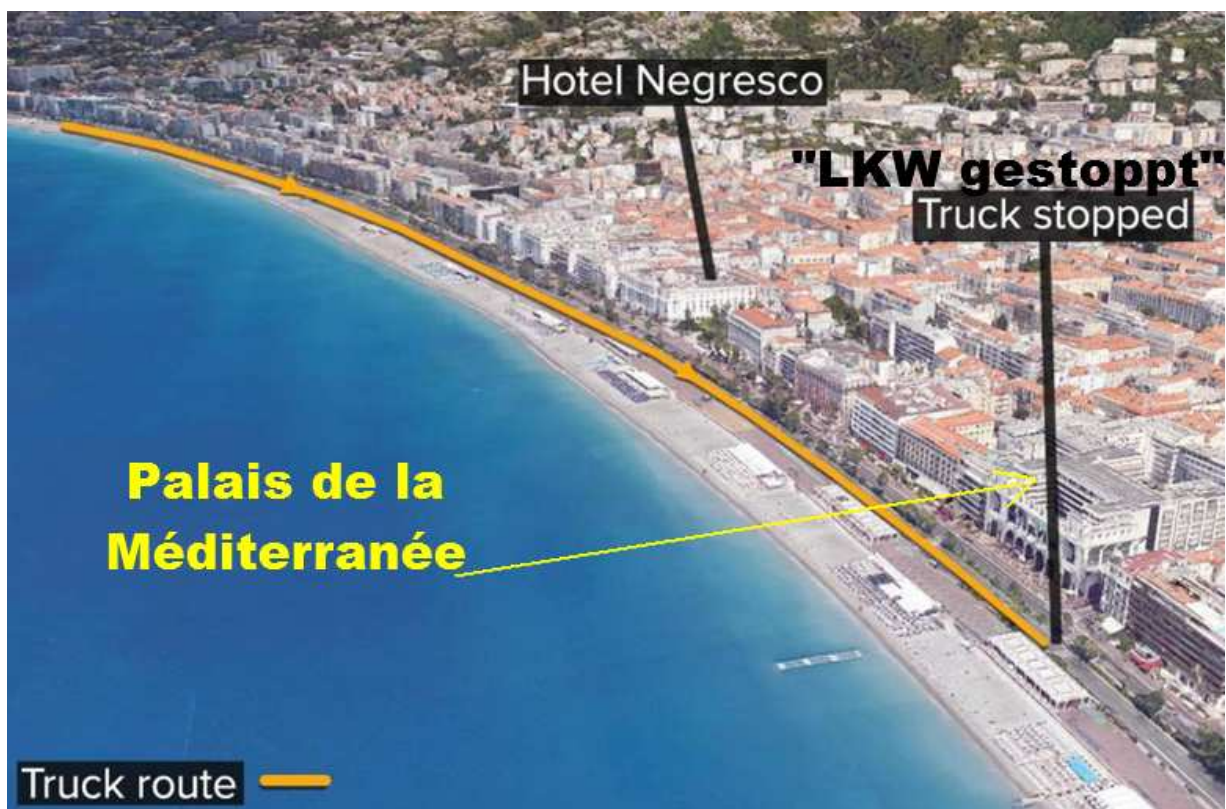 Hotel Negresco
"LKW gestoppt"
Truck stopped
Palais de la
Méditerranée
Truck route